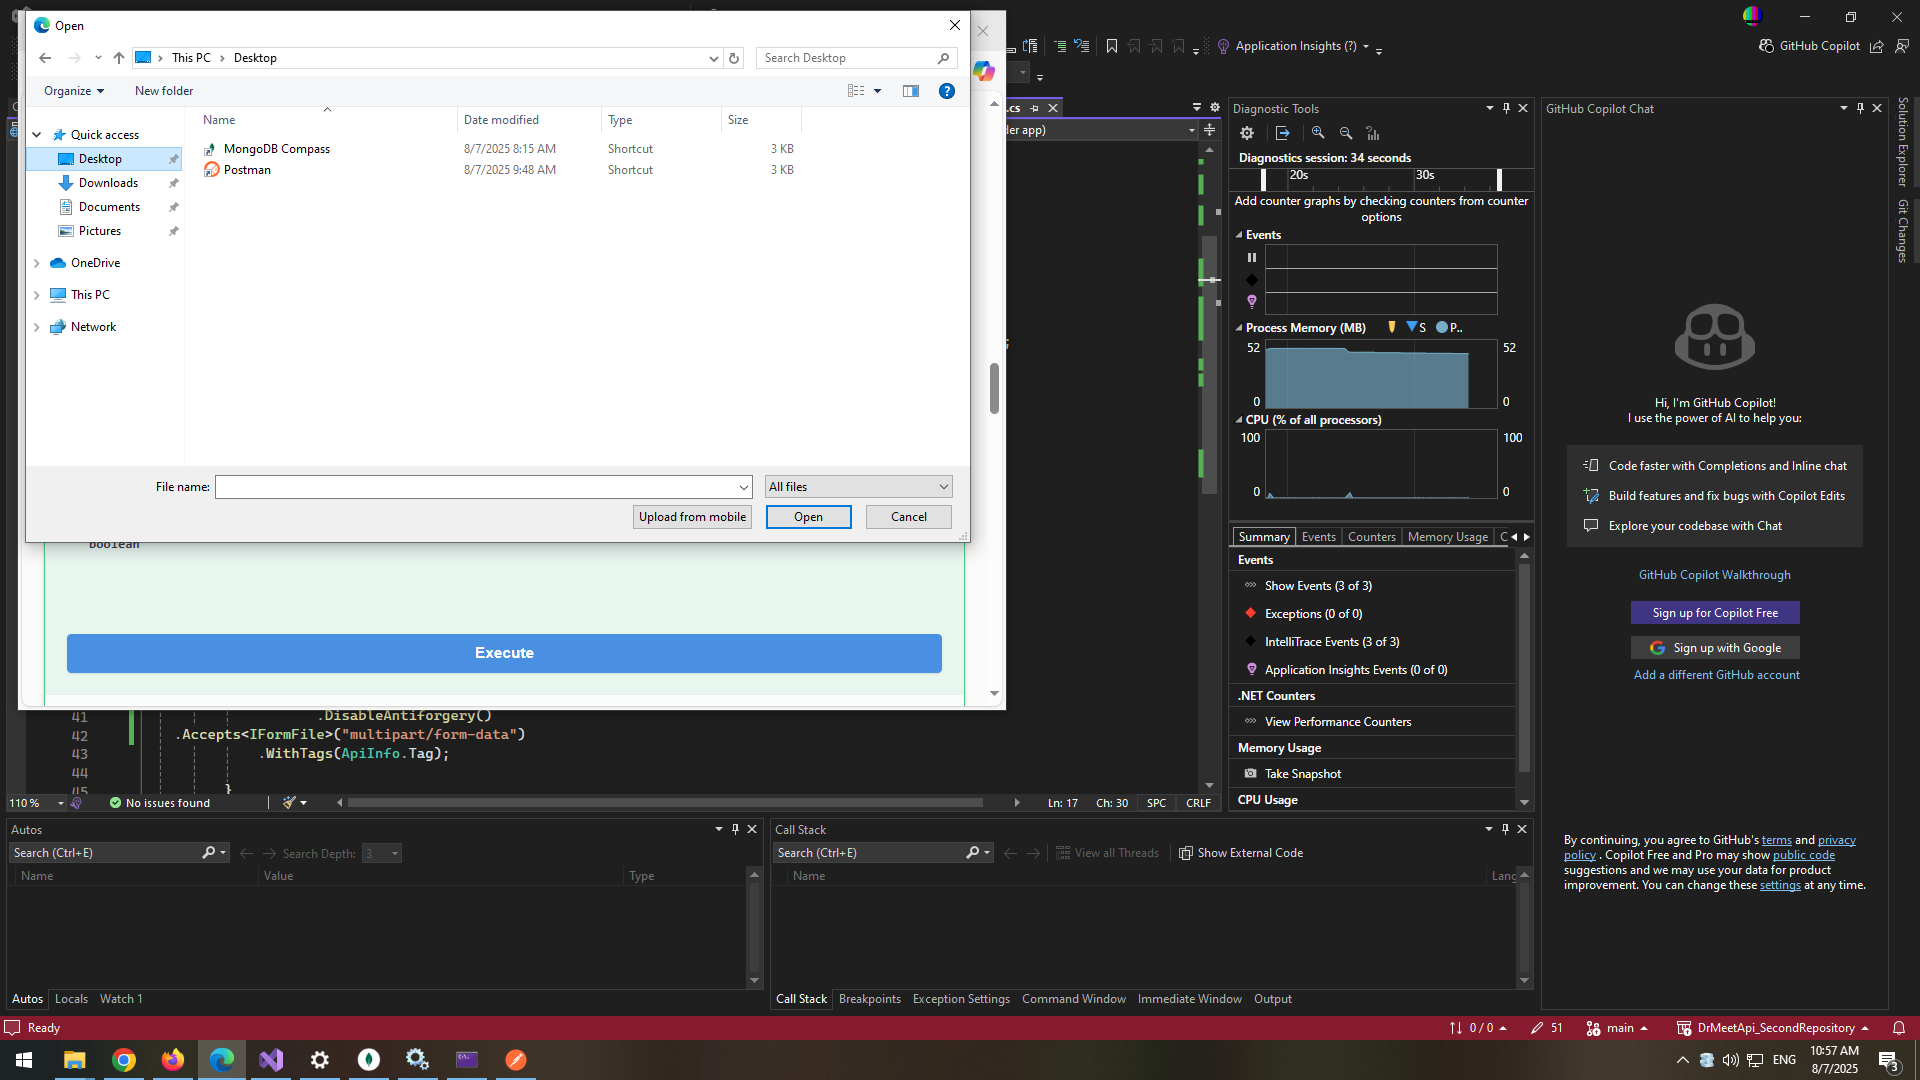 Open
This PC
Desktop
Search Desktop
Organize
New folder
Name
Date modified
Type
Size
Quick access
Desktop
Downloads
Documents
Pictures
OneDrive
This PC
Network
MongoDB Compass
8/7/2025 8:15 AM
Shortcut
3 KB
Postman
8/7/2025 9:48 AM
Shortcut
3 KB
File name:
All files
Upload from mobile
Open
Cancel
boolean
Execute
Application Insights (?)
GitHub Copilot
.cs
der app)
;
41 .DisableAntiforgery()
42 .Accepts<IFormFile>("multipart/form-data")
43 .WithTags(ApiInfo.Tag);
44
45 }
110 %
No issues found
Ln: 17
Ch: 30
SPC
CRLF
Diagnostic Tools
Diagnostics session: 34 seconds
20s
30s
Add counter graphs by checking counters from counter
options
Events
Process Memory (MB)
S
P..
52
52
0
0
CPU (% of all processors)
100
100
0
0
Summary
Events
Counters
Memory Usage
C
Events
Show Events (3 of 3)
Exceptions (0 of 0)
IntelliTrace Events (3 of 3)
Application Insights Events (0 of 0)
.NET Counters
View Performance Counters
Memory Usage
Take Snapshot
CPU Usage
GitHub Copilot Chat
Hi, I'm GitHub Copilot!
I use the power of AI to help you:
Code faster with Completions and Inline chat
Build features and fix bugs with Copilot Edits
Explore your codebase with Chat
GitHub Copilot Walkthrough
Sign up for Copilot Free
Sign up with Google
Add a different GitHub account
By continuing, you agree to GitHub's terms and privacy
policy . Copilot Free and Pro may show public code
suggestions and we may use your data for product
improvement. You can change these settings at any time.
Solution Explorer
Git Changes
Autos
Search (Ctrl+E)
Search Depth:
3
Name
Value
Type
Autos
Locals
Watch 1
Call Stack
Search (Ctrl+E)
View all Threads
Show External Code
Name
Lang
Call Stack
Breakpoints
Exception Settings
Command Window
Immediate Window
Output
Ready
0 / 0
51
main
DrMeetApi_SecondRepository
ENG
10:57 AM
8/7/2025
3